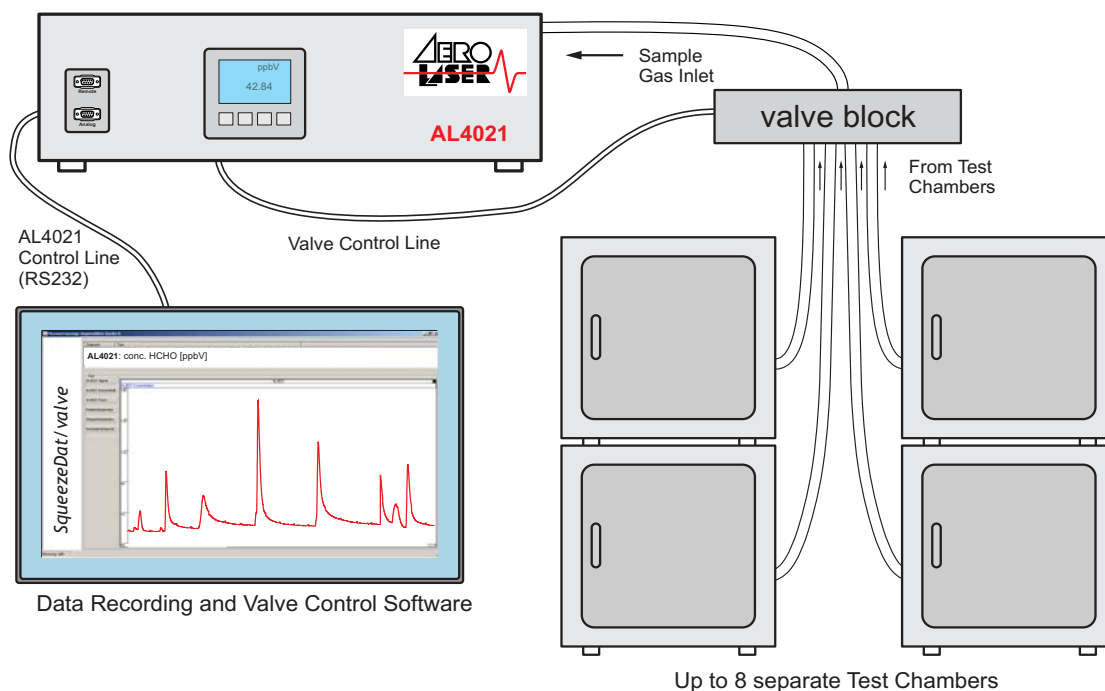 AERO
LASER
ppbV
42.84
Remote
Analog
AL4021
Sample
Gas Inlet
valve block
From Test
Chambers
AL4021
Control Line
(RS232)
Valve Control Line
AL4021: conc. HCHO [ppbV]
SqueezeDat/valve
Data Recording and Valve Control Software
Up to 8 separate Test Chambers